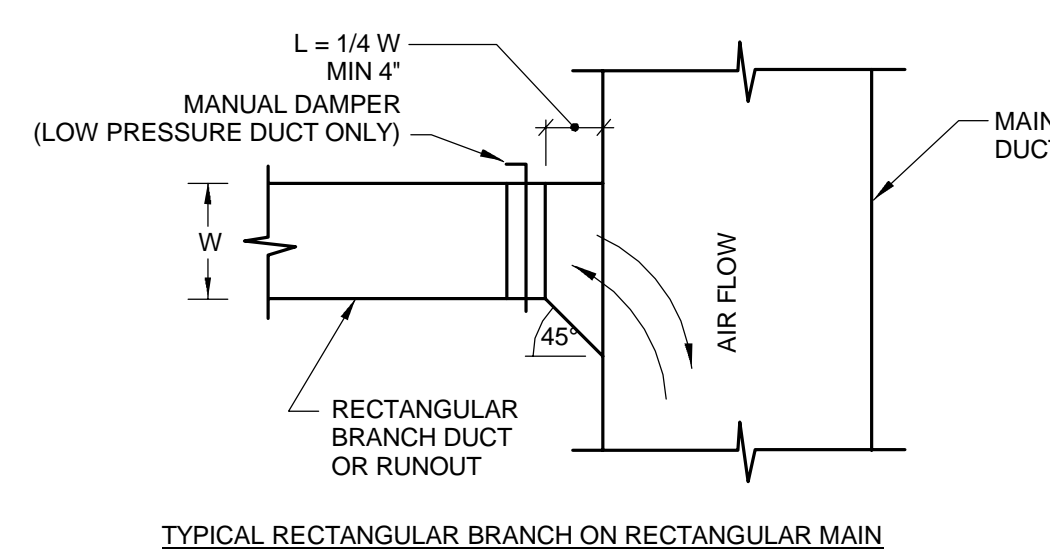 L = 1/4 W
MIN 4"
MANUAL DAMPER
(LOW PRESSURE DUCT ONLY)
MAIN
DUCT
W
AIR FLOW
45°
RECTANGULAR
BRANCH DUCT
OR RUNOUT
TYPICAL RECTANGULAR BRANCH ON RECTANGULAR MAIN